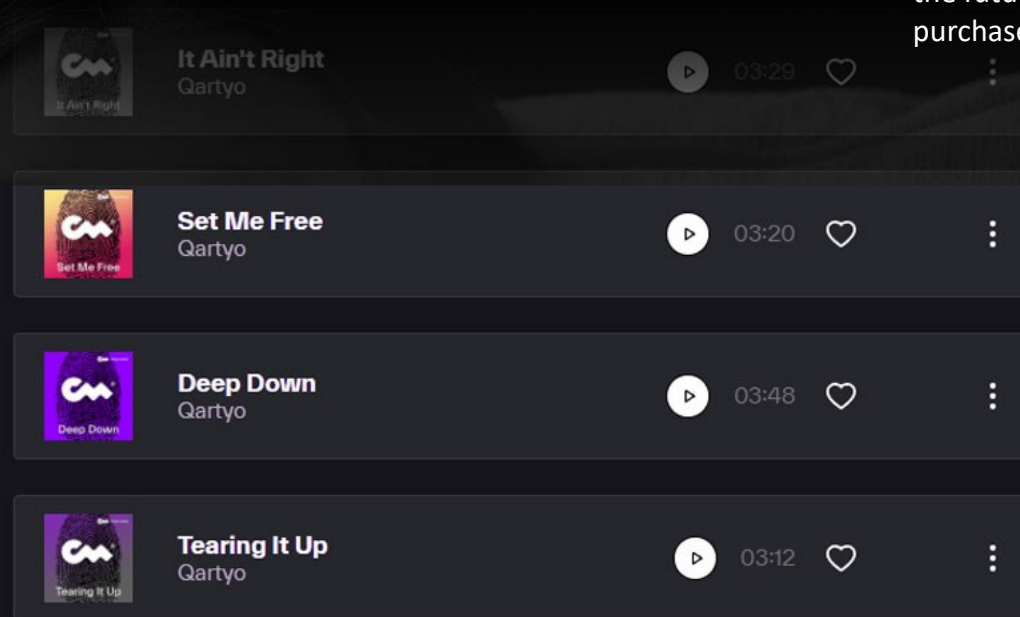 purchase
It Ain't Right
Qartyo
03:29
It Ain't Right
Set Me Free
Qartyo
03:20
Set Me Free
Deep Down
Qartyo
03:48
Deep Down
Tearing It Up
Qartyo
03:12
Tearing It Up